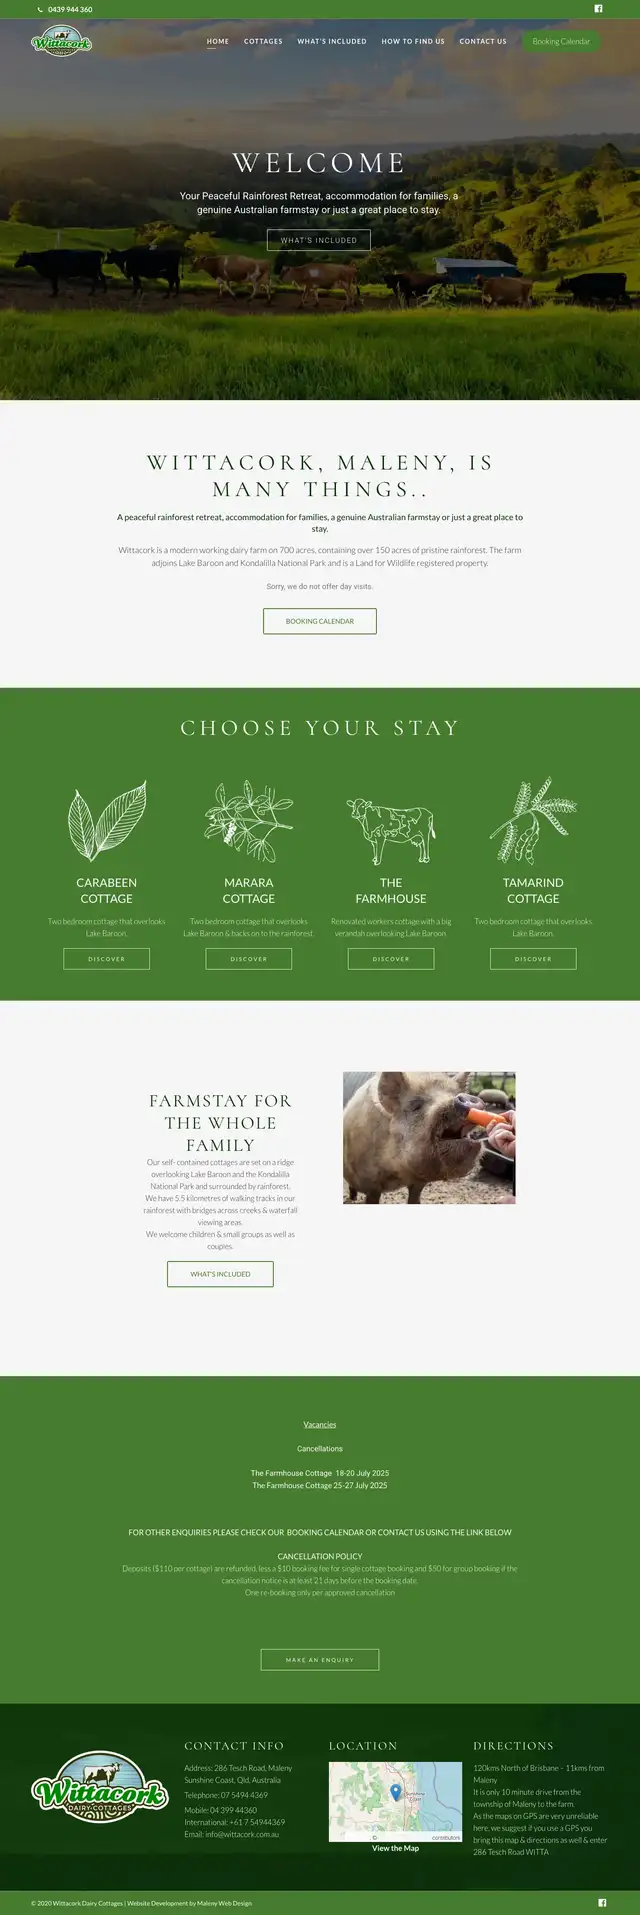 0439 944 360
Wittacork
HOME COTTAGES WHAT'S INCLUDED HOW TO FIND US CONTACT US Booking Calendar
WELCOME
Your Peaceful Rainforest Retreat, accommodation for families, a
genuine Australian farmstay or just a great place to stay.
WHAT'S INCLUDED
WITTACORK, MALENY, IS
MANY THINGS..
A peaceful rainforest retreat, accommodation for families, a genuine Australian farmstay or just a great place to
stay.
Wittacork is a modern working dairy farm on 700 acres, containing over 150 acres of pristine rainforest. The farm
adjoins Lake Baroon and Kondalilla National Park and is a Land for Wildlife registered property.
Sorry, we do not offer day visits.
BOOKING CALENDAR
CHOOSE YOUR STAY
CARABEEN
COTTAGE
Two bedroom cottage that overlooks
Lake Baroon.
DISCOVER
MARARA
COTTAGE
Two bedroom cottage that overlooks
Lake Baroon & backs on to the rainforest.
DISCOVER
THE
FARMHOUSE
Renovated workers cottage with a big
verandah overlooking Lake Baroon
DISCOVER
TAMARIND
COTTAGE
Two bedroom cottage that overlooks
Lake Baroon.
DISCOVER
FARMSTAY FOR
THE WHOLE
FAMILY
Our self- contained cottages are set on a ridge
overlooking Lake Baroon and the Kondalilla
National Park and surrounded by rainforest.
We have 5.5 kilometres of walking tracks in our
rainforest with bridges across creeks & waterfall
viewing areas.
We welcome children & small groups as well as
couples.
WHAT'S INCLUDED
Vacancies
Cancellations
The Farmhouse Cottage 18-20 July 2025
The Farmhouse Cottage 25-27 July 2025
FOR OTHER ENQUIRIES PLEASE CHECK OUR BOOKING CALENDAR OR CONTACT US USING THE LINK BELOW
CANCELLATION POLICY
Deposits ($110 per cottage) are refunded, less a $10 booking fee for single cottage booking and $50 for group booking if the
cancellation notice is at least 21 days before the booking date.
One re-booking only per approved cancellation
MAKE AN ENQUIRY
Wittacork
DAIRY COTTAGES
CONTACT INFO
Address: 286 Tesch Road, Maleny
Sunshine Coast, Qld, Australia
Telephone: 07 5494 4369
Mobile: 04 399 44360
International: +61 7 54944369
Email: info@wittacork.com.au
LOCATION
Sunshine
Coast
© contributors
View the Map
DIRECTIONS
120kms North of Brisbane - 11kms from
Maleny
It is only 10 minute drive from the
township of Maleny to the farm.
As the maps on GPS are very unreliable
here, we suggest if you use a GPS you
bring this map & directions as well & enter
286 Tesch Road WITTA
© 2020 Wittacork Dairy Cottages | Website Development by Maleny Web Design